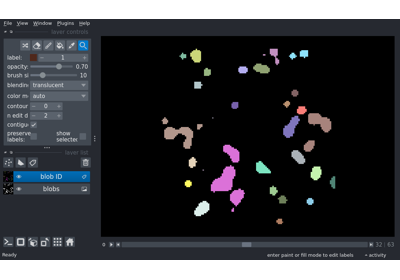 File View Window Plugins Help
layer controls
label: 1
opacity: 0.70
brush si 10
blendin translucent
color m auto
contour 0
n edit d 2
contigu
preserve labels: show selected
layer list
blob ID
blobs
0 32 63
Ready enter paint or fill mode to edit labels activity